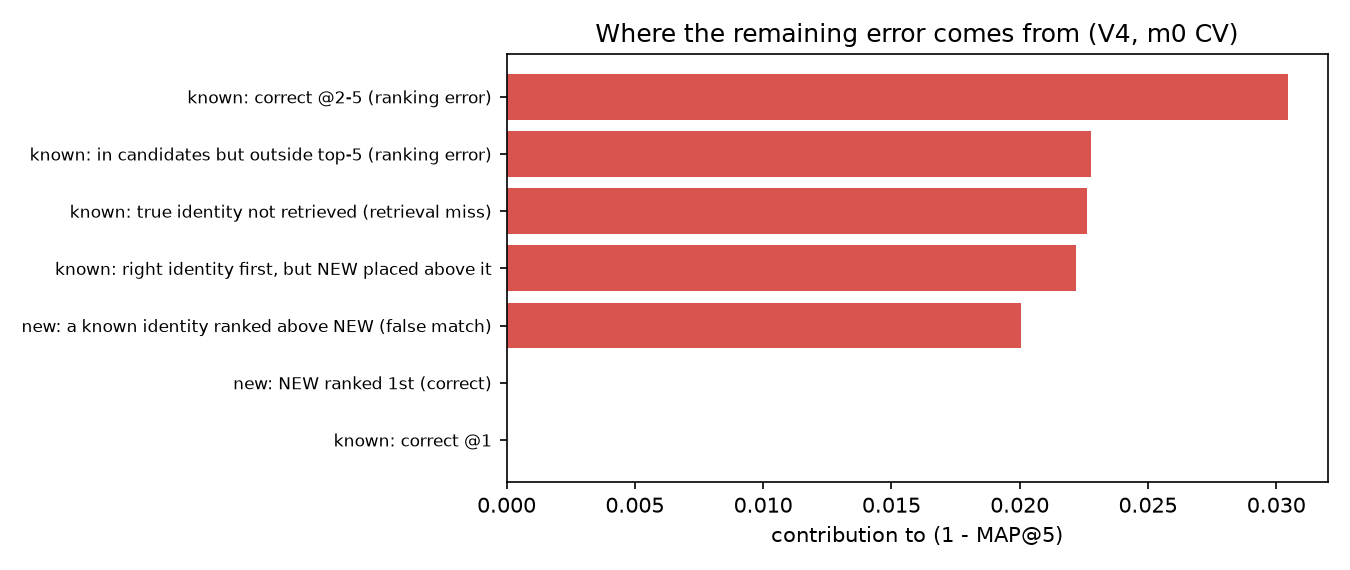 Where the remaining error comes from (V4, m0 CV)
known: correct @2-5 (ranking error)
known: in candidates but outside top-5 (ranking error)
known: true identity not retrieved (retrieval miss)
known: right identity first, but NEW placed above it
new: a known identity ranked above NEW (false match)
new: NEW ranked 1st (correct)
known: correct @1
0.000 0.005 0.010 0.015 0.020 0.025 0.030
contribution to (1 - MAP@5)